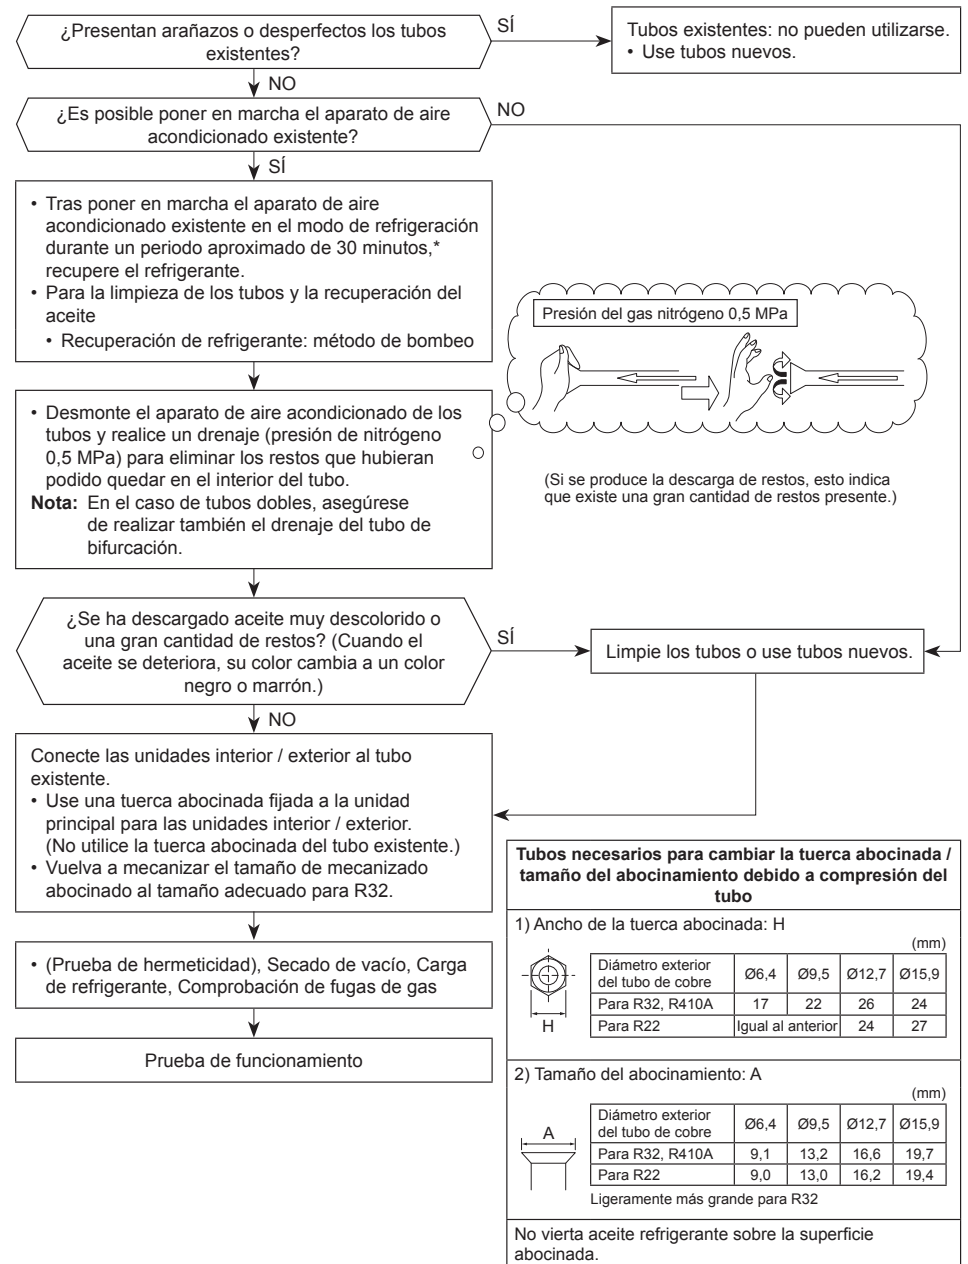 ¿Presentan arañazos o desperfectos los tubos
existentes?
SÍ
Tubos existentes: no pueden utilizarse.
• Use tubos nuevos.
NO
¿Es posible poner en marcha el aparato de aire
acondicionado existente?
NO
SÍ
• Tras poner en marcha el aparato de aire
acondicionado existente en el modo de refrigeración
durante un periodo aproximado de 30 minutos,*
recupere el refrigerante.
• Para la limpieza de los tubos y la recuperación del
aceite
• Recuperación de refrigerante: método de bombeo
Presión del gas nitrógeno 0,5 MPa
• Desmonte el aparato de aire acondicionado de los
tubos y realice un drenaje (presión de nitrógeno
0,5 MPa) para eliminar los restos que hubieran
podido quedar en el interior del tubo.
Nota: En el caso de tubos dobles, asegúrese
de realizar también el drenaje del tubo de
bifurcación.
(Si se produce la descarga de restos, esto indica
que existe una gran cantidad de restos presente.)
¿Se ha descargado aceite muy descolorido o
una gran cantidad de restos? (Cuando el
aceite se deteriora, su color cambia a un color
negro o marrón.)
SÍ
Limpie los tubos o use tubos nuevos.
NO
Conecte las unidades interior / exterior al tubo
existente.
• Use una tuerca abocinada fijada a la unidad
principal para las unidades interior / exterior.
(No utilice la tuerca abocinada del tubo existente.)
• Vuelva a mecanizar el tamaño de mecanizado
abocinado al tamaño adecuado para R32.
• (Prueba de hermeticidad), Secado de vacío, Carga
de refrigerante, Comprobación de fugas de gas
Prueba de funcionamiento
Tubos necesarios para cambiar la tuerca abocinada /
tamaño del abocinamiento debido a compresión del
tubo
1) Ancho de la tuerca abocinada: H
(mm)
H
Diámetro exterior
del tubo de cobre Ø6,4 Ø9,5 Ø12,7 Ø15,9
Para R32, R410A 17 22 26 24
Para R22 Igual al anterior 24 27
2) Tamaño del abocinamiento: A
(mm)
A
Diámetro exterior
del tubo de cobre Ø6,4 Ø9,5 Ø12,7 Ø15,9
Para R32, R410A 9,1 13,2 16,6 19,7
Para R22 9,0 13,0 16,2 19,4
Ligeramente más grande para R32
No vierta aceite refrigerante sobre la superficie
abocinada.